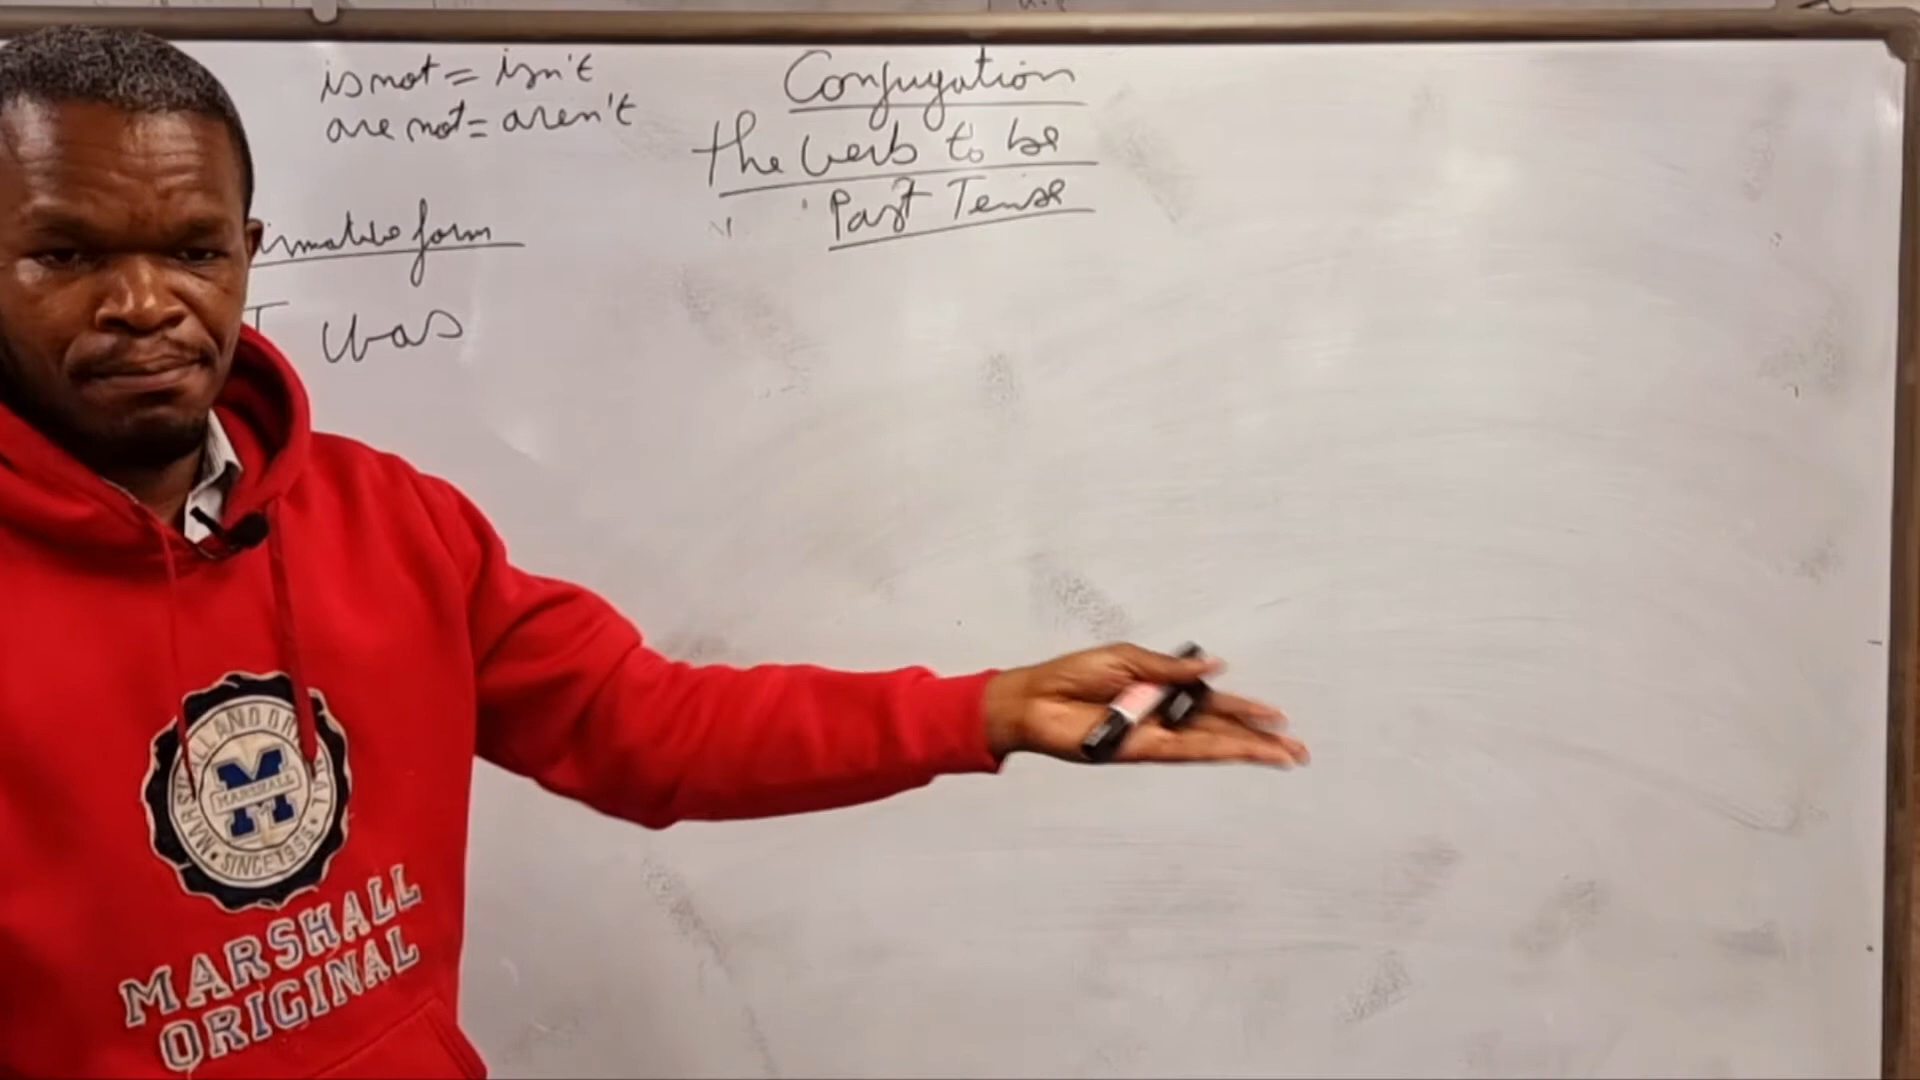 is not = isn't
are not = aren't
Conjugation
the verb to be
Past Tense
form
I was
MARSHALL
SINCE 1955
MARSHALL
ORIGINAL